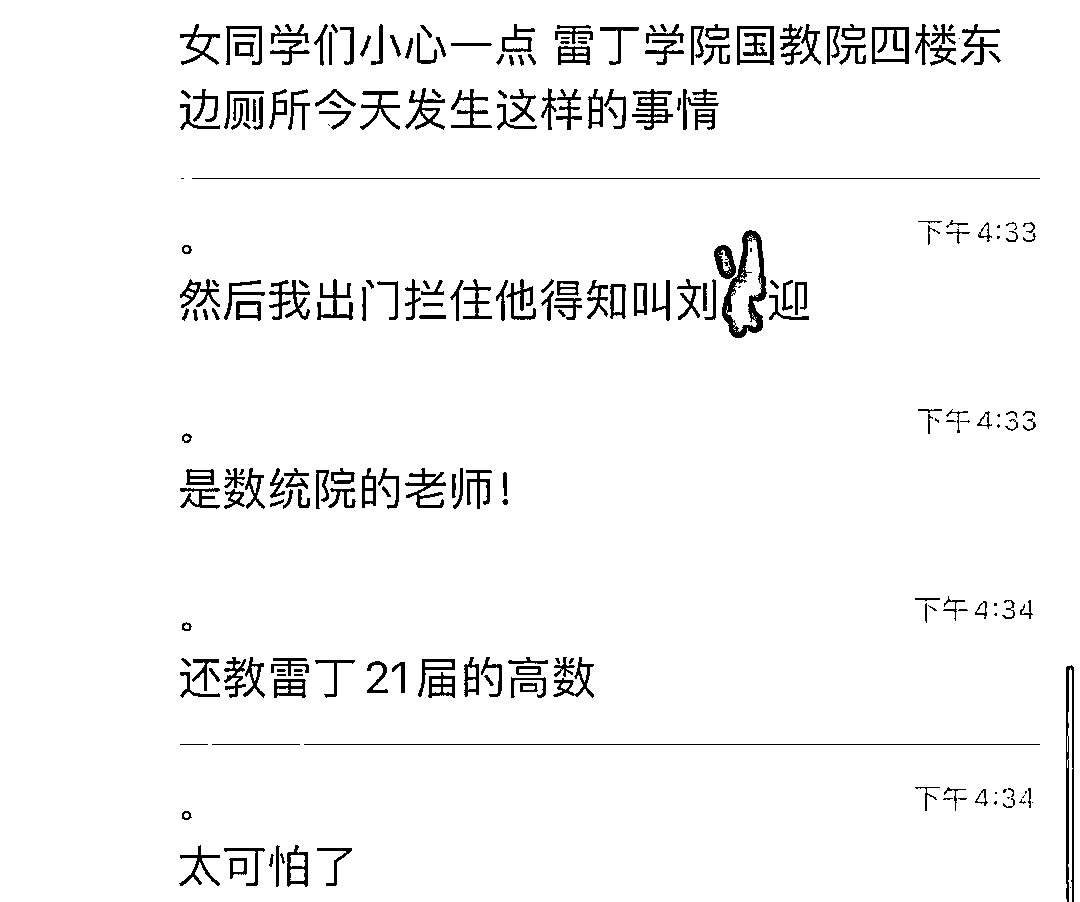 女同学们小心一点 雷丁学院国教院四楼东
边厕所今天发生这样的事情
。
下午4:33
然后我出门拦住他得知叫刘迎
。
下午4:33
是数统院的老师！
。
下午4:34
还教雷丁21届的高数
。
下午4:34
太可怕了